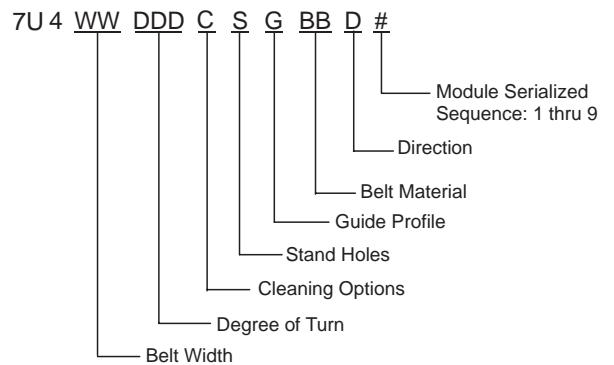 7U 4 WW DDD C S G BB D #
Module Serialized
Sequence: 1 thru 9
Direction
Belt Material
Guide Profile
Stand Holes
Cleaning Options
Degree of Turn
Belt Width